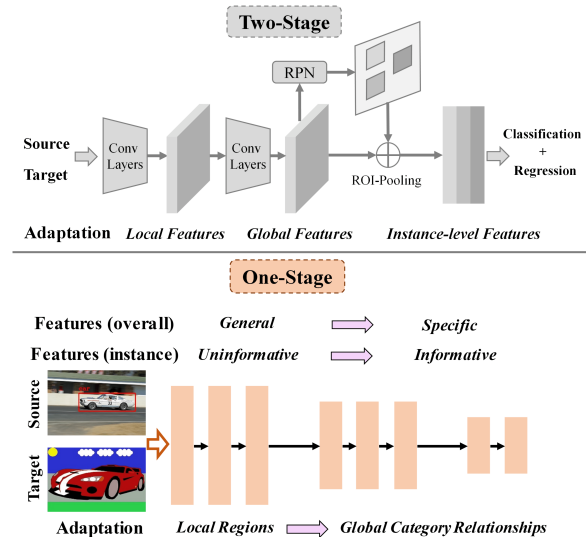 Two-Stage
RPN
Source
Target
Conv
Layers
Conv
Layers
ROI-Pooling
Classification
+
Regression
Adaptation Local Features Global Features Instance-level Features
One-Stage
Features (overall) General Specific
Features (instance) Uninformative Informative
Source
Target
Adaptation Local Regions Global Category Relationships